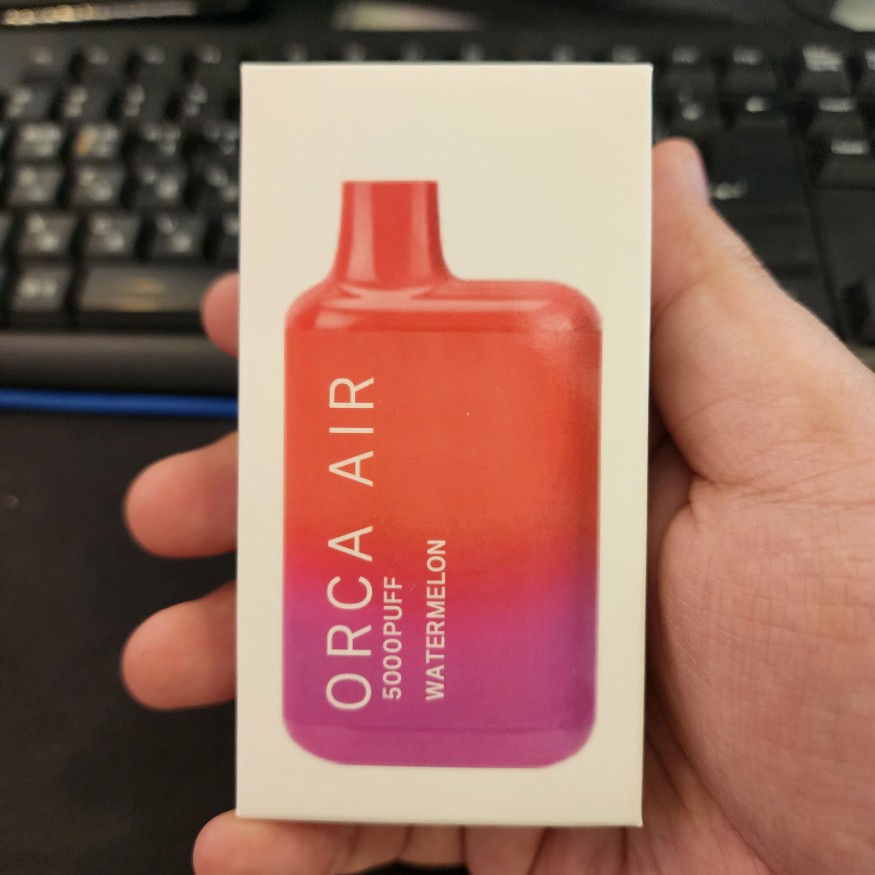 ORCA AIR
5000PUFF
WATERMELON